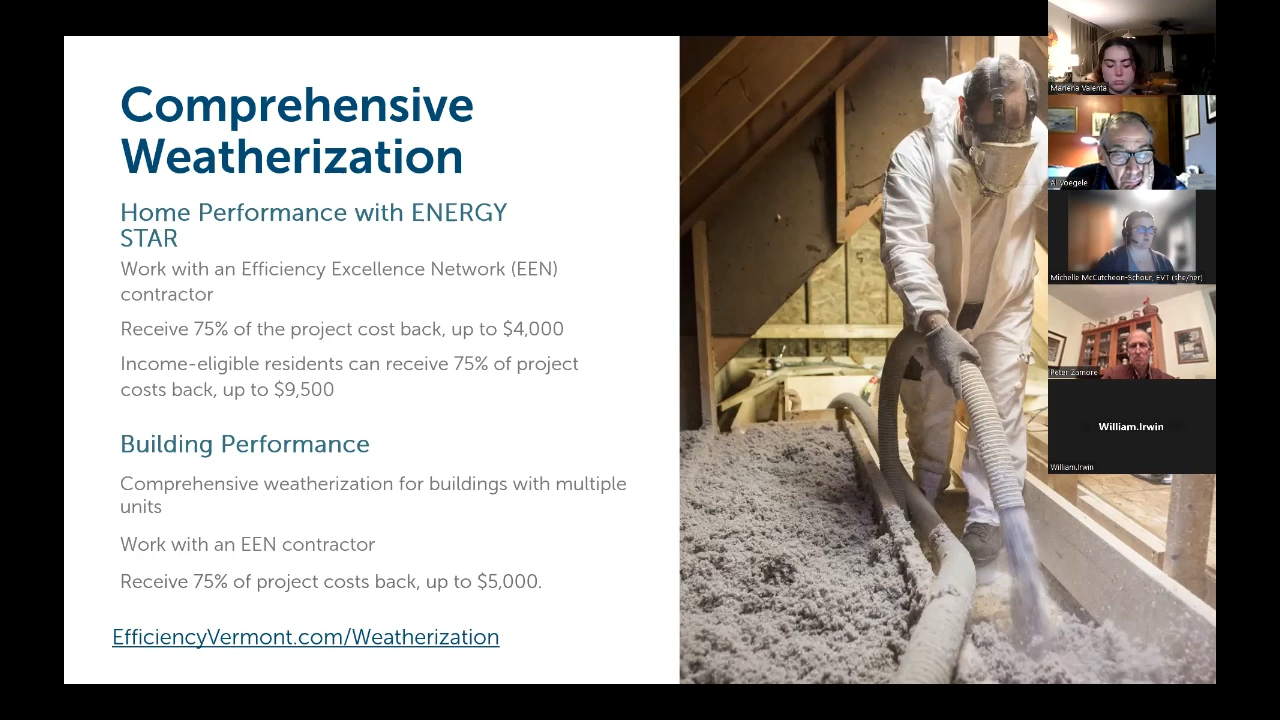 Comprehensive
Weatherization
Home Performance with ENERGY
STAR
Work with an Efficiency Excellence Network (EEN)
contractor
Receive 75% of the project cost back, up to $4,000
Income-eligible residents can receive 75% of project
costs back, up to $9,500
Building Performance
Comprehensive weatherization for buildings with multiple
units
Work with an EEN contractor
Receive 75% of project costs back, up to $5,000.
EfficiencyVermont.com/Weatherization
Marlena Valenta
Al Voegele
Michelle McCutcheon-Schour, EVT (she/her)
Peter Zamore
William.Irwin
William.Irwin